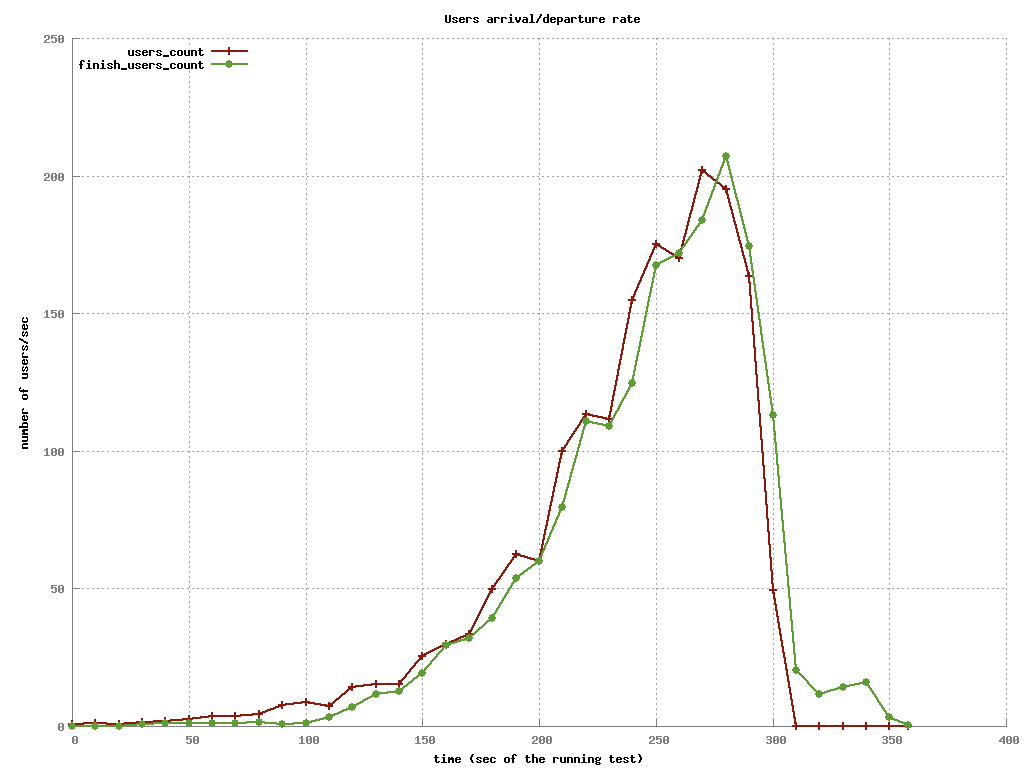 Users arrival/departure rate
250
users_count
finish_users_count
200
150
number of users/sec
100
50
0
0 50 100 150 200 250 300 350 400
time (sec of the running test)